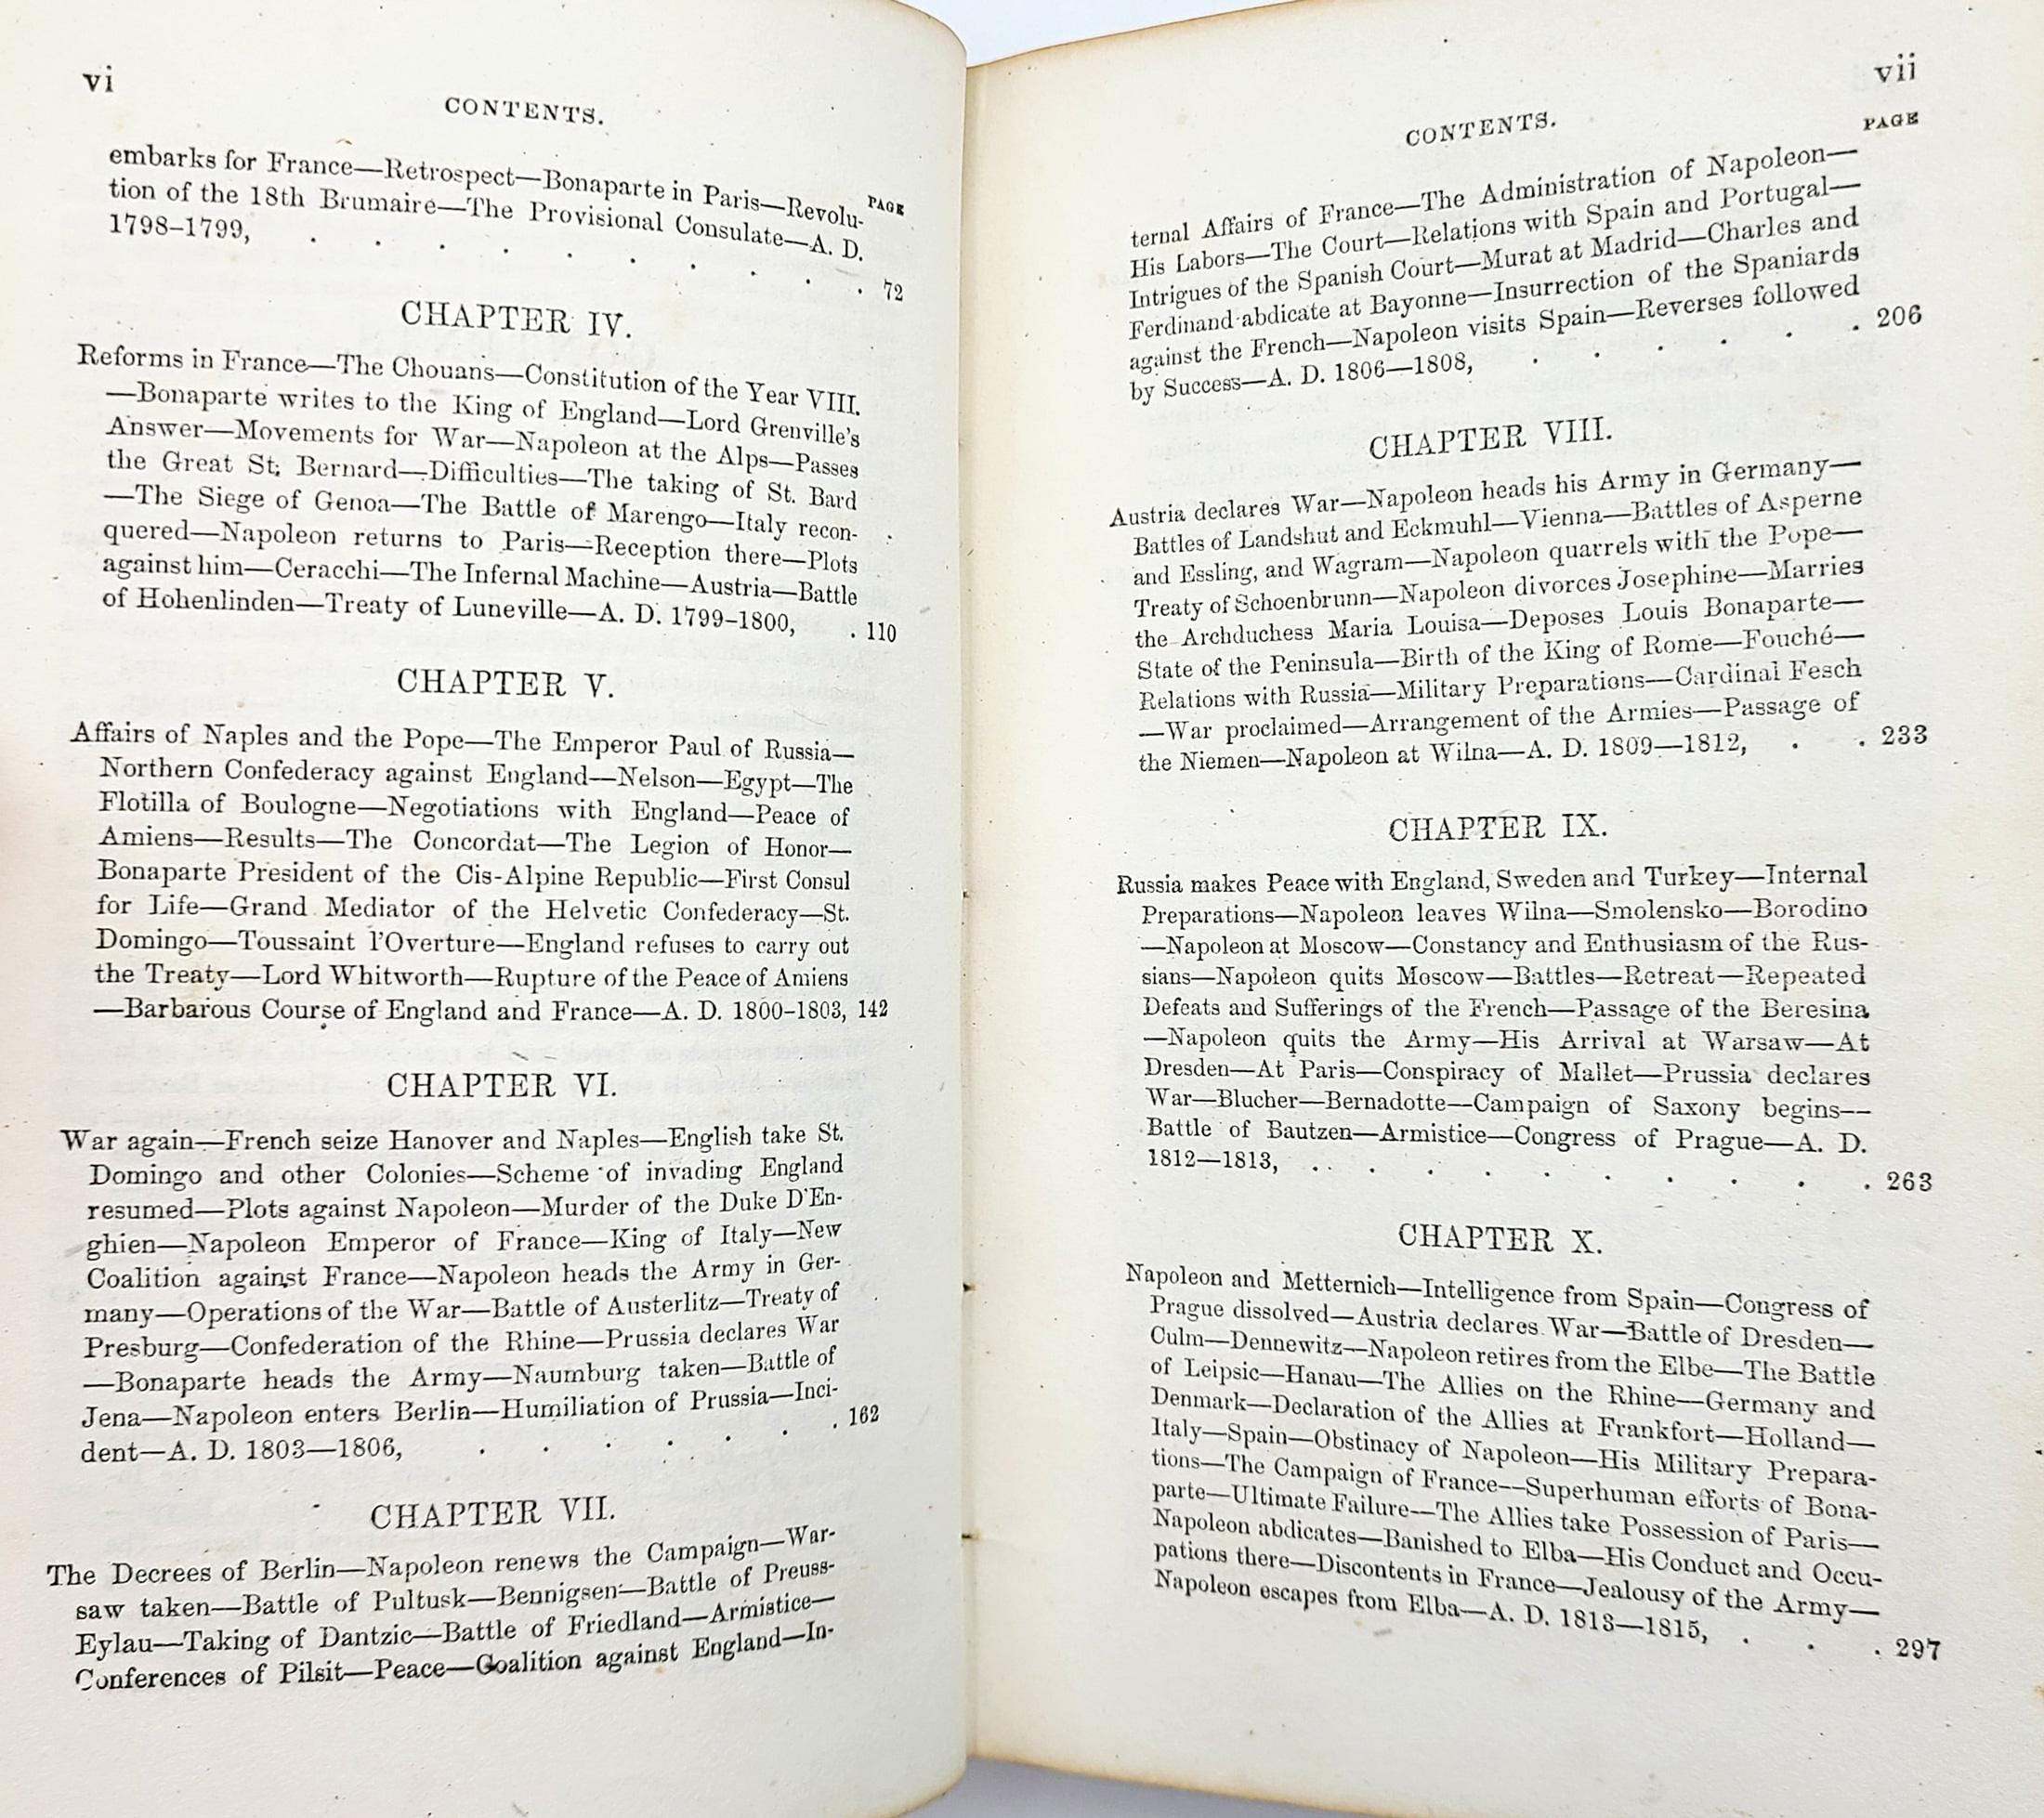 vi
CONTENTS.
PAGE
embarks for France—Retrospect—Bonaparte in Paris—Revolu-
tion of the 18th Brumaire—The Provisional Consulate—A. D.
1798–1799, . . . . . . . . . . 72
CHAPTER IV.
Reforms in France—The Chouans—Constitution of the Year VIII.
—Bonaparte writes to the King of England—Lord Grenville's
Answer—Movements for War—Napoleon at the Alps—Passes
the Great St. Bernard—Difficulties—The taking of St. Bard
—The Siege of Genoa—The Battle of Marengo—Italy recon-
quered—Napoleon returns to Paris—Reception there—Plots
against him—Ceracchi—The Infernal Machine—Austria—Battle
of Hohenlinden—Treaty of Luneville—A. D. 1799–1800, . 110
CHAPTER V.
Affairs of Naples and the Pope—The Emperor Paul of Russia—
Northern Confederacy against England—Nelson—Egypt—The
Flotilla of Boulogne—Negotiations with England—Peace of
Amiens—Results—The Concordat—The Legion of Honor—
Bonaparte President of the Cis-Alpine Republic—First Consul
for Life—Grand Mediator of the Helvetic Confederacy—St.
Domingo—Toussaint l'Overture—England refuses to carry out
the Treaty—Lord Whitworth—Rupture of the Peace of Amiens
—Barbarous Course of England and France—A. D. 1800–1803, 142
CHAPTER VI.
War again—French seize Hanover and Naples—English take St.
Domingo and other Colonies—Scheme of invading England
resumed—Plots against Napoleon—Murder of the Duke D'En-
ghien—Napoleon Emperor of France—King of Italy—New
Coalition against France—Napoleon heads the Army in Ger-
many—Operations of the War—Battle of Austerlitz—Treaty of
Presburg—Confederation of the Rhine—Prussia declares War
—Bonaparte heads the Army—Naumburg taken—Battle of
Jena—Napoleon enters Berlin—Humiliation of Prussia—Inci-
dent—A. D. 1803—1806, . . . . . . . 162
CHAPTER VII.
The Decrees of Berlin—Napoleon renews the Campaign—War-
saw taken—Battle of Pultusk—Bennigsen—Battle of Preuss-
Eylau—Taking of Dantzic—Battle of Friedland—Armistice—
Conferences of Pilsit—Peace—Coalition against England—In-
vii
CONTENTS.
PAGE
ternal Affairs of France—The Administration of Napoleon—
His Labors—The Court—Relations with Spain and Portugal—
Intrigues of the Spanish Court—Murat at Madrid—Charles and
Ferdinand abdicate at Bayonne—Insurrection of the Spaniards
against the French—Napoleon visits Spain—Reverses followed
by Success—A. D. 1806—1808, . . . . . . 206
CHAPTER VIII.
Austria declares War—Napoleon heads his Army in Germany—
Battles of Landshut and Eckmuhl—Vienna—Battles of Asperne
and Essling, and Wagram—Napoleon quarrels with the Pope—
Treaty of Schoenbrunn—Napoleon divorces Josephine—Marries
the Archduchess Maria Louisa—Deposes Louis Bonaparte—
State of the Peninsula—Birth of the King of Rome—Fouché—
Relations with Russia—Military Preparations—Cardinal Fesch
—War proclaimed—Arrangement of the Armies—Passage of
the Niemen—Napoleon at Wilna—A. D. 1809—1812, . . 233
CHAPTER IX.
Russia makes Peace with England, Sweden and Turkey—Internal
Preparations—Napoleon leaves Wilna—Smolensko—Borodino
—Napoleon at Moscow—Constancy and Enthusiasm of the Rus-
sians—Napoleon quits Moscow—Battles—Retreat—Repeated
Defeats and Sufferings of the French—Passage of the Beresina
—Napoleon quits the Army—His Arrival at Warsaw—At
Dresden—At Paris—Conspiracy of Mallet—Prussia declares
War—Blucher—Bernadotte—Campaign of Saxony begins—
Battle of Bautzen—Armistice—Congress of Prague—A. D.
1812—1813, . . . . . . . . . . 263
CHAPTER X.
Napoleon and Metternich—Intelligence from Spain—Congress of
Prague dissolved—Austria declares War—Battle of Dresden—
Culm—Dennewitz—Napoleon retires from the Elbe—The Battle
of Leipsic—Hanau—The Allies on the Rhine—Germany and
Denmark—Declaration of the Allies at Frankfort—Holland—
Italy—Spain—Obstinacy of Napoleon—His Military Prepara-
tions—The Campaign of France—Superhuman efforts of Bona-
parte—Ultimate Failure—The Allies take Possession of Paris—
Napoleon abdicates—Banished to Elba—His Conduct and Occu-
pations there—Discontents in France—Jealousy of the Army—
Napoleon escapes from Elba—A. D. 1813—1815, . . . 297